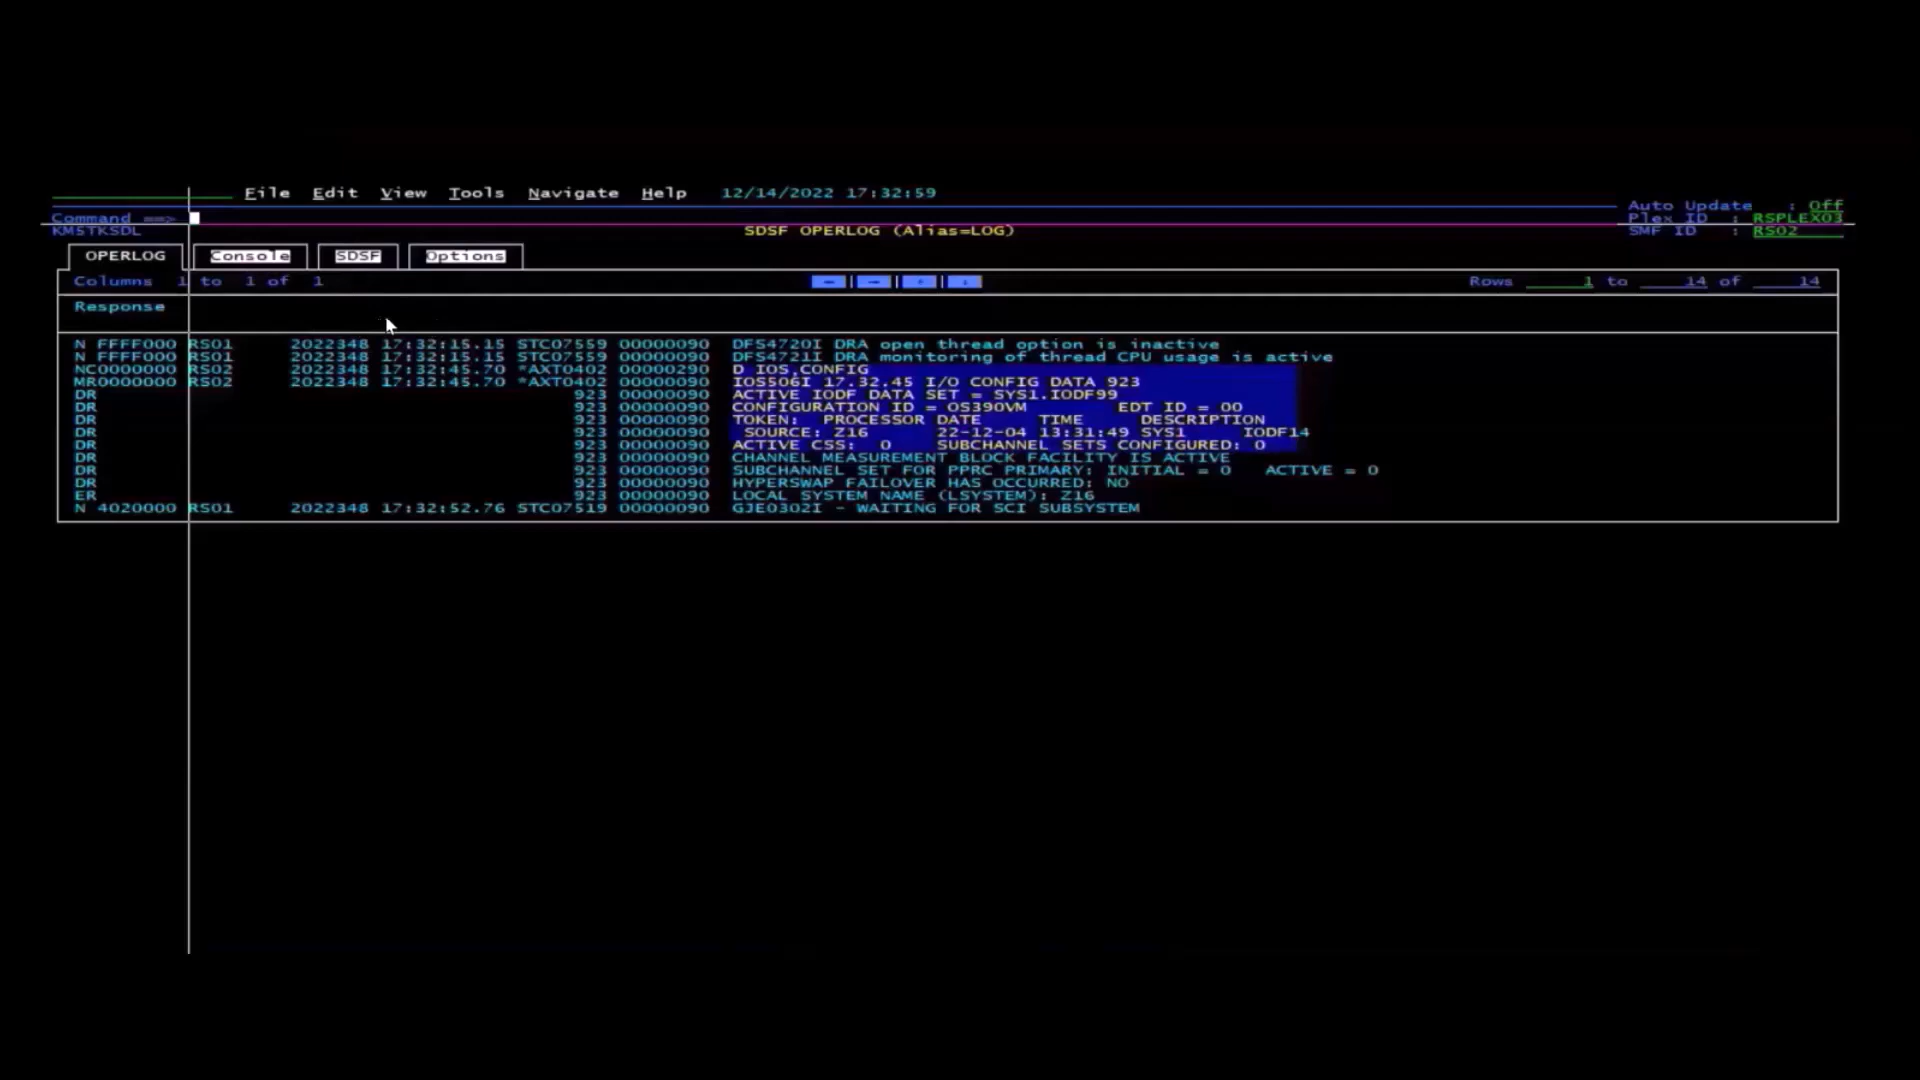 File Edit View Tools Navigate Help 12/14/2022 17:32:59
Auto Update : Off
Command ==> Plex ID : RSPLEX03
KM5TKSDL SDSF OPERLOG (Alias=LOG) SMF ID : RS02
OPERLOG Console SDSF Options
Columns 1 to 1 of 1 Rows 1 to 14 of 14
Response
N FFFF000 RS01 2022348 17:32:15.15 STC07559 00000090 DFS4720I DRA open thread option is inactive
N FFFF000 RS01 2022348 17:32:15.15 STC07559 00000090 DFS4721I DRA monitoring of thread CPU usage is active
NC0000000 RS02 2022348 17:32:45.70 *AXT0402 00000290 D IOS,CONFIG
MR0000000 RS02 2022348 17:32:45.70 *AXT0402 00000090 IOS506I 17.32.45 I/O CONFIG DATA 923
DR 923 00000090 ACTIVE IODF DATA SET = SYS1.IODF99
DR 923 00000090 CONFIGURATION ID = OS390VM EDT ID = 00
DR 923 00000090 TOKEN: PROCESSOR DATE TIME DESCRIPTION
DR 923 00000090 SOURCE: Z16 22-12-04 13:31:49 SYS1 IODF14
DR 923 00000090 ACTIVE CSS: 0 SUBCHANNEL SETS CONFIGURED: 0
DR 923 00000090 CHANNEL MEASUREMENT BLOCK FACILITY IS ACTIVE
DR 923 00000090 SUBCHANNEL SET FOR PPRC PRIMARY: INITIAL = 0 ACTIVE = 0
DR 923 00000090 HYPERSWAP FAILOVER HAS OCCURRED: NO
ER 923 00000090 LOCAL SYSTEM NAME (LSYSTEM): Z16
N 4020000 RS01 2022348 17:32:52.76 STC07519 00000090 GJE0302I - WAITING FOR SCI SUBSYSTEM